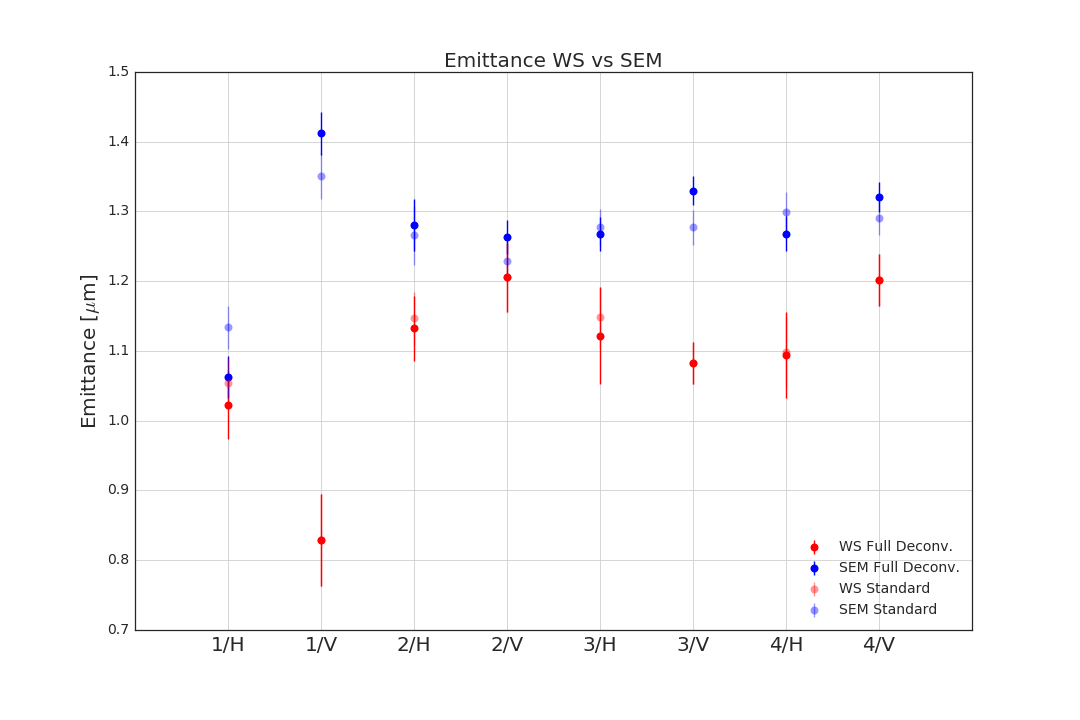 Emittance WS vs SEM
1.5
1.4
1.3
1.2
1.1
1.0
0.9
0.8
0.7
Emittance [μm]
WS Full Deconv.
SEM Full Deconv.
WS Standard
SEM Standard
1/H 1/V 2/H 2/V 3/H 3/V 4/H 4/V